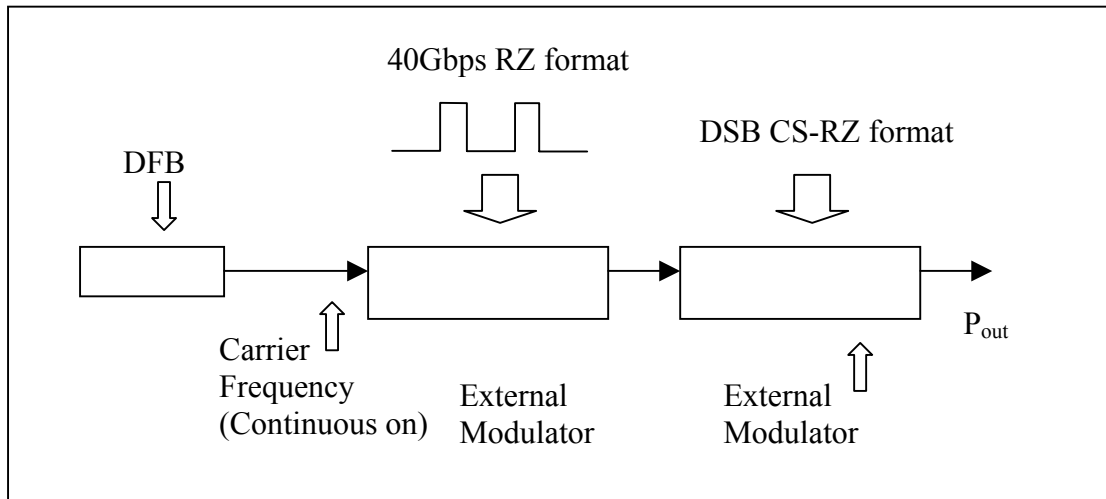 40Gbps RZ format
DSB CS-RZ format
DFB
P_out
Carrier
Frequency
(Continuous on)
External
Modulator
External
Modulator